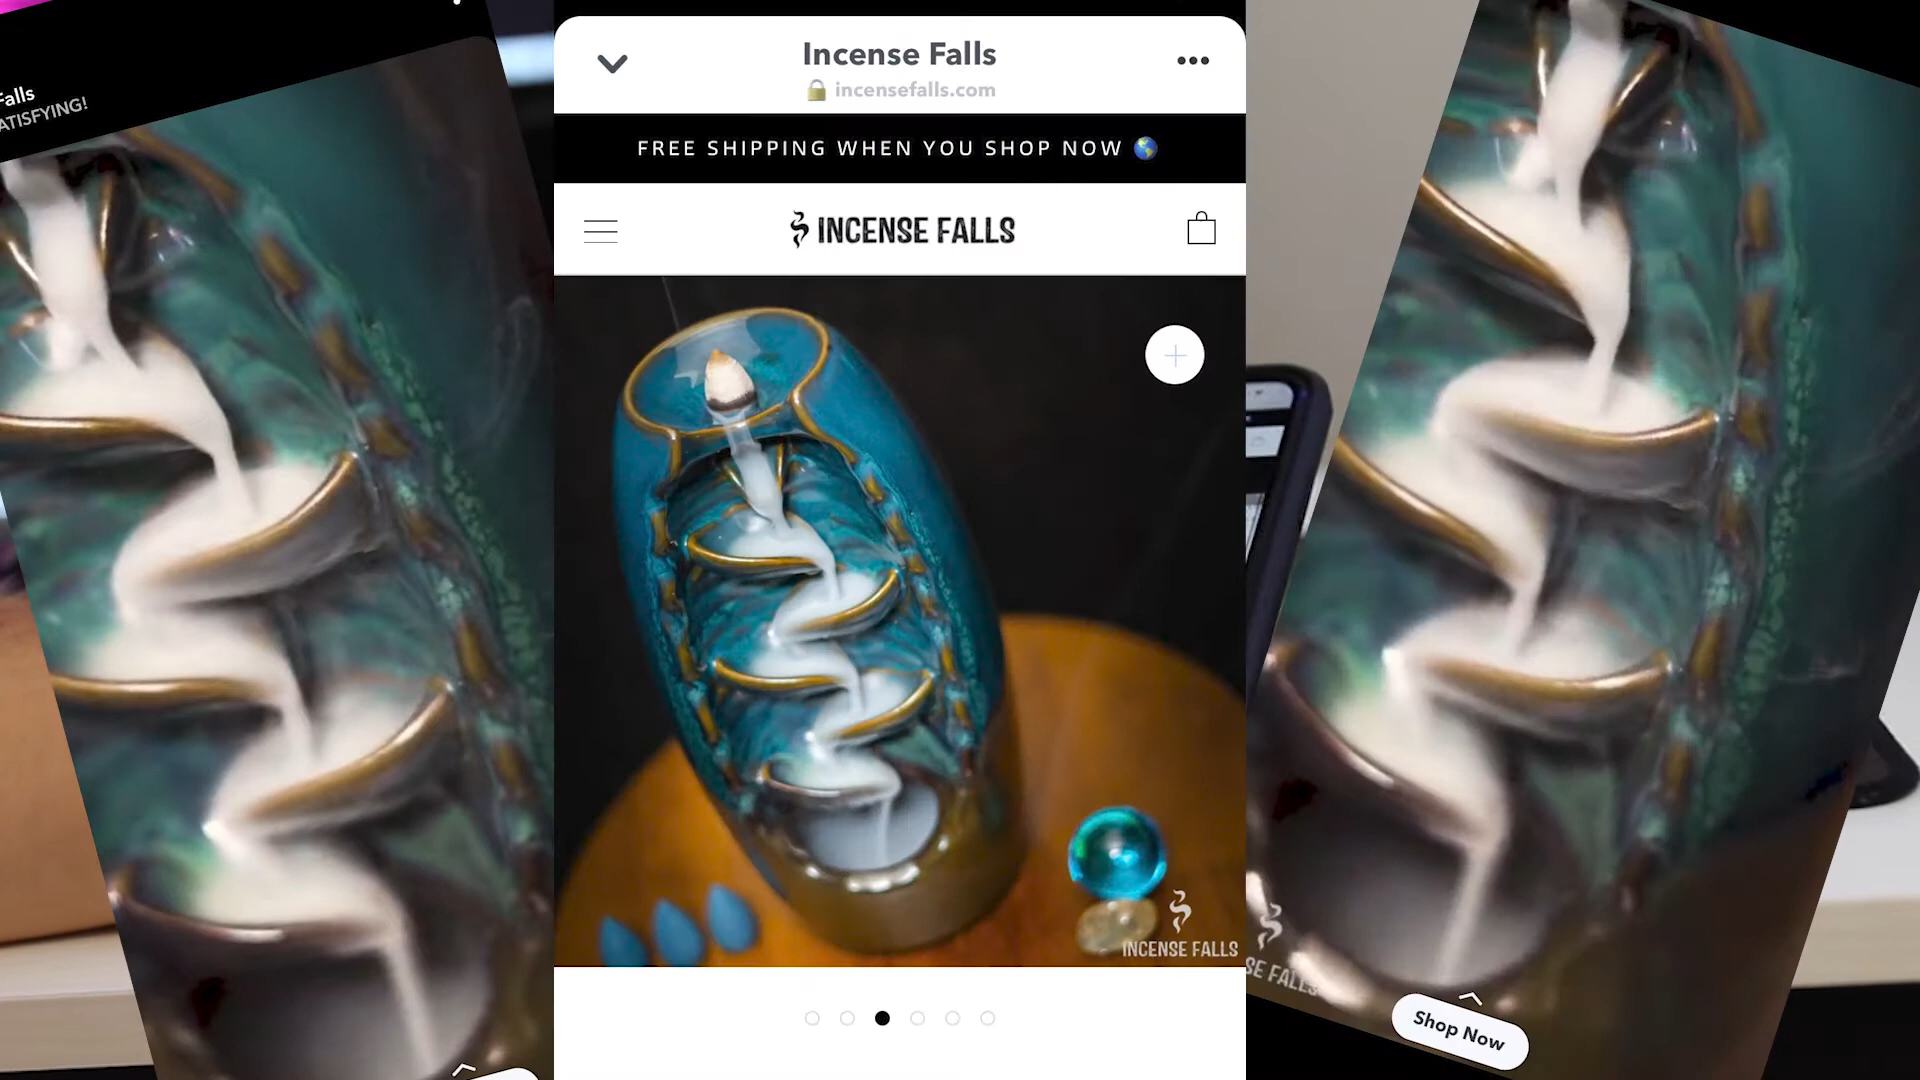 Falls
ATISFYING!
Incense Falls
incensefalls.com
FREE SHIPPING WHEN YOU SHOP NOW
INCENSE FALLS
INCENSE FALLS
SE FALLS
Shop Now